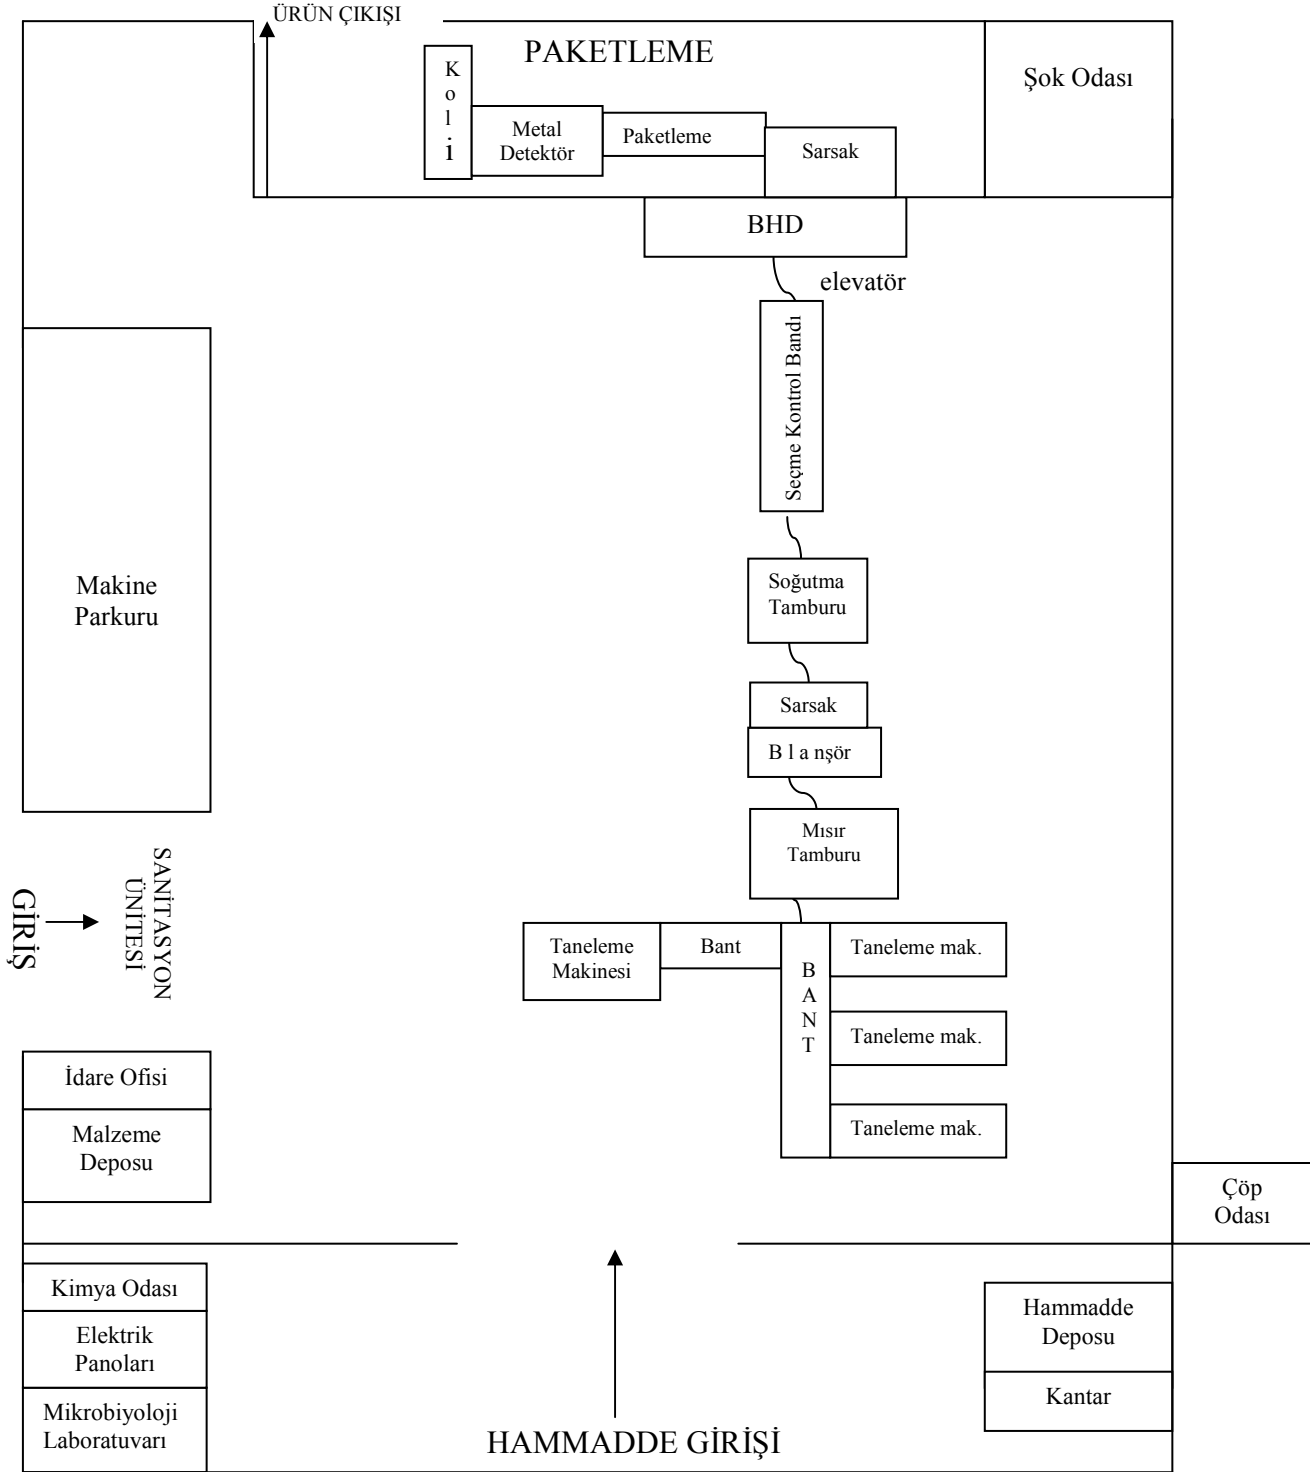 ÜRÜN ÇIKIŞI
PAKETLEME
Şok Odası
K
o
l
i
Metal
Detektör
Paketleme
Sarsak
BHD
elevatör
Seçme Kontrol Bandı
Makine
Parkuru
Soğutma
Tamburu
Sarsak
B l a nşör
Mısır
Tamburu
GİRİŞ
SANİTASYON
ÜNİTESİ
Taneleme
Makinesi
Bant
B
A
N
T
Taneleme mak.
Taneleme mak.
Taneleme mak.
İdare Ofisi
Malzeme
Deposu
Çöp
Odası
Kimya Odası
Elektrik
Panoları
Mikrobiyoloji
Laboratuvarı
HAMMADDE GİRİŞİ
Hammadde
Deposu
Kantar